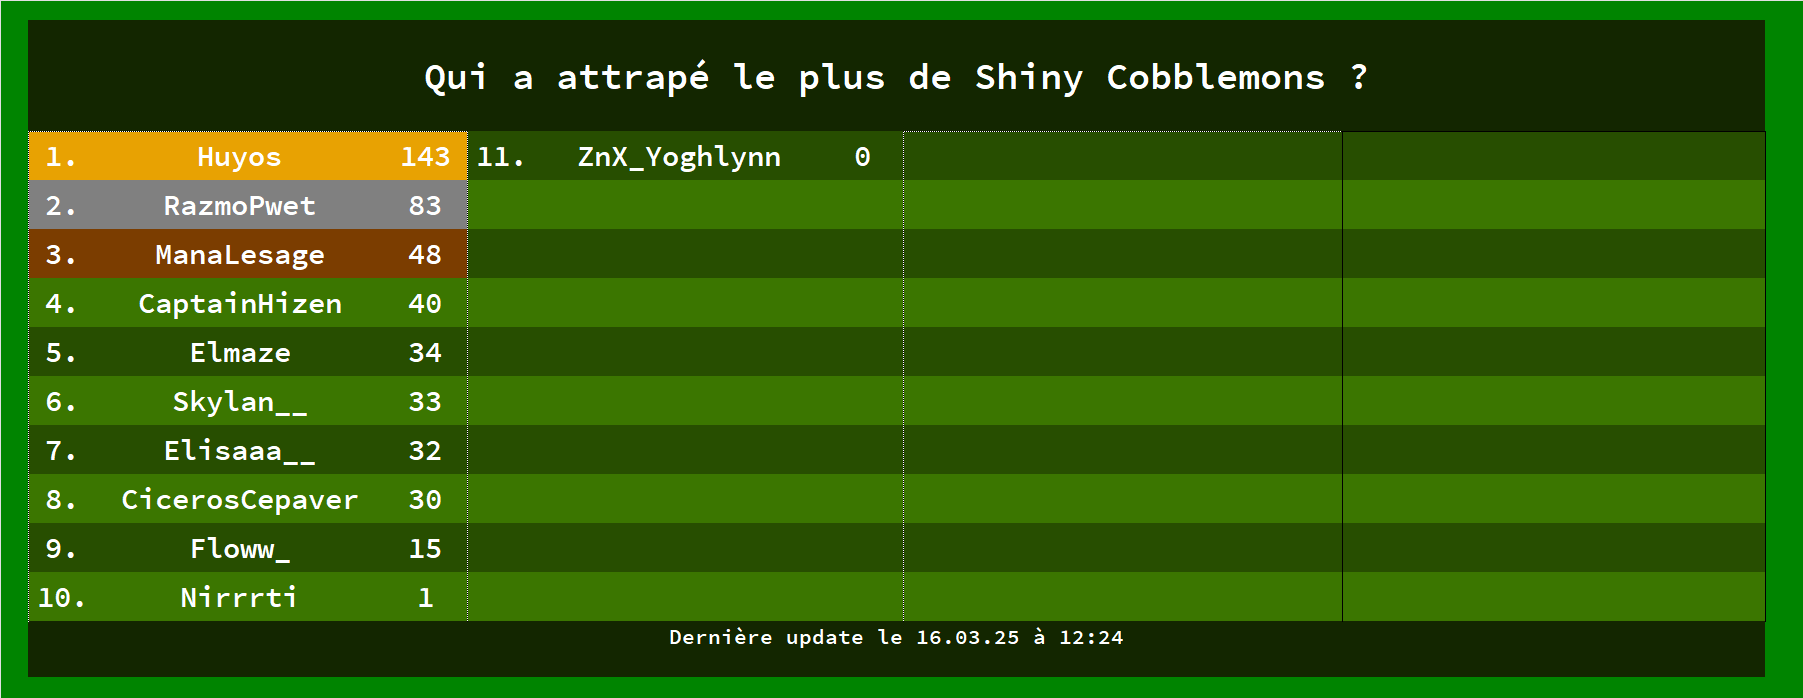 Qui a attrapé le plus de Shiny Cobblemons ?
1. Huyos 143
2. RazmoPwet 83
3. ManaLesage 48
4. CaptainHizen 40
5. Elmaze 34
6. Skylan__ 33
7. Elisaaa__ 32
8. CicerosCepaver 30
9. Floww_ 15
10. Nirrrti 1
11. ZnX_Yoghlynn 0
Dernière update le 16.03.25 à 12:24